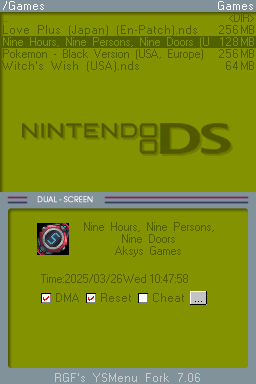 /Games Games
.. <DIR>
Love Plus (Japan) (En-Patch).nds 256MB
Nine Hours, Nine Persons, Nine Doors (U 128MB
Pokemon - Black Version (USA, Europe) 256MB
Witch's Wish (USA).nds 64MB
NINTENDO DS
DUAL-SCREEN
Nine Hours, Nine Persons,
Nine Doors
Aksys Games
Time:2025/03/26 Wed 10:47:58
DMA Reset Cheat ...
RGF's YSMenu Fork 7.06